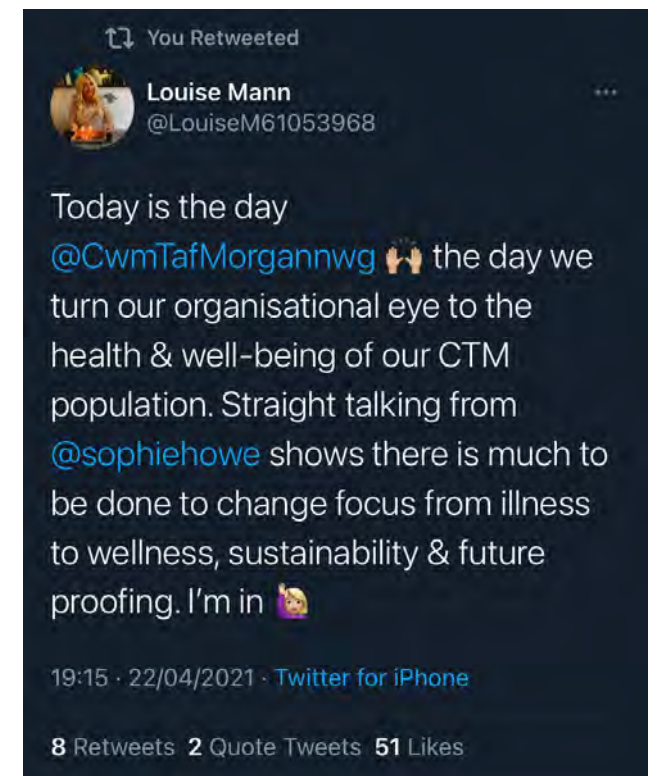 You Retweeted
Louise Mann
@LouiseM61053968
Today is the day
@CwmTafMorgannwg 🙌🏼 the day we
turn our organisational eye to the
health & well-being of our CTM
population. Straight talking from
@sophiehowe shows there is much to
be done to change focus from illness
to wellness, sustainability & future
proofing. I'm in 🙋🏼‍♀️
19:15 · 22/04/2021 · Twitter for iPhone
8 Retweets 2 Quote Tweets 51 Likes